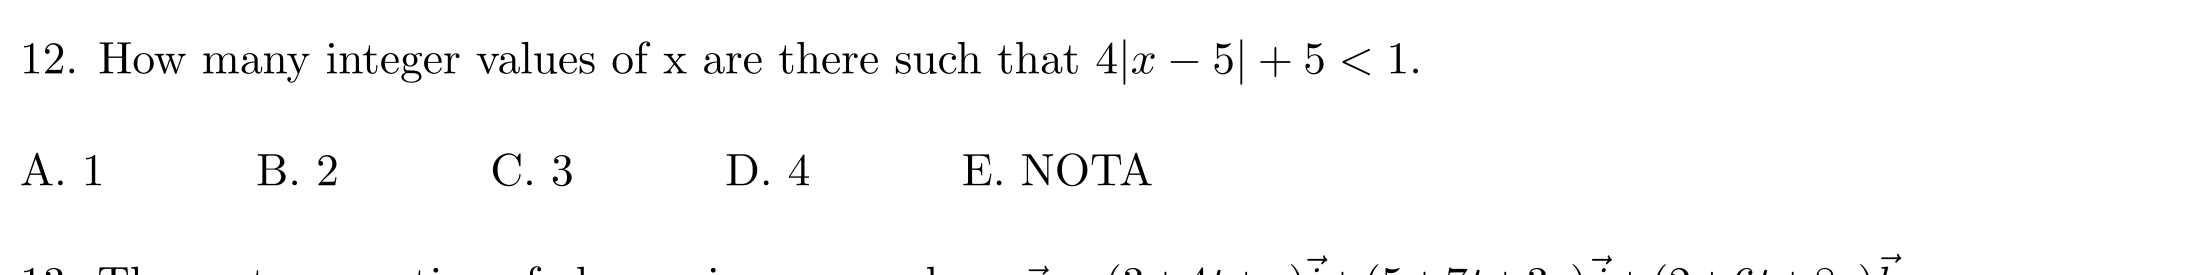 12. How many integer values of x are there such that 4|x − 5| + 5 < 1.
A. 1 B. 2 C. 3 D. 4 E. NOTA